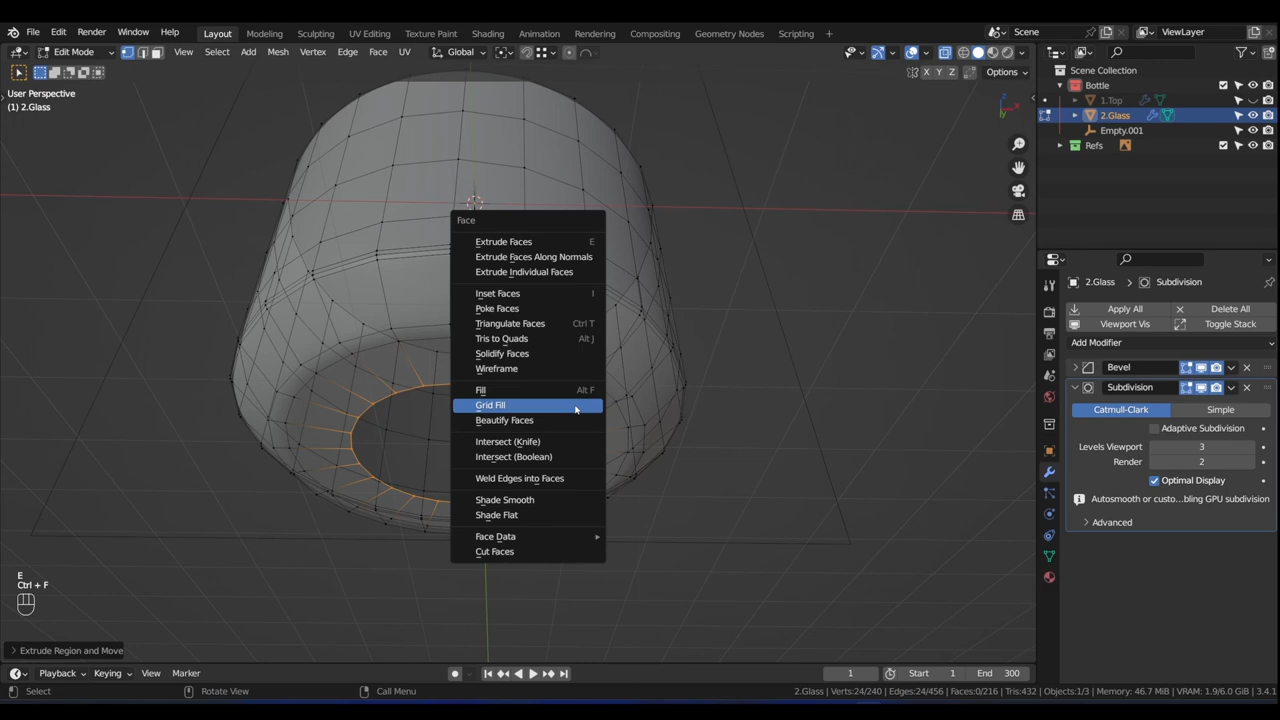 File Edit Render Window Help Layout Modeling Sculpting UV Editing Texture Paint Shading Animation Rendering Compositing Geometry Nodes Scripting + Scene ViewLayer
Edit Mode View Select Add Mesh Vertex Edge Face UV Global
X Y Z Options
User Perspective
(1) 2.Glass
Scene Collection
Bottle
1.Top
2.Glass
Empty.001
Refs
Face
Extrude Faces E
Extrude Faces Along Normals
Extrude Individual Faces
Inset Faces I
Poke Faces
Triangulate Faces Ctrl T
Tris to Quads Alt J
Solidify Faces
Wireframe
Fill Alt F
Grid Fill
Beautify Faces
Intersect (Knife)
Intersect (Boolean)
Weld Edges into Faces
Shade Smooth
Shade Flat
Face Data
Cut Faces
2.Glass > Subdivision
Apply All Delete All
Viewport Vis Toggle Stack
Add Modifier
Bevel
Subdivision
Catmull-Clark Simple
Adaptive Subdivision
Levels Viewport 3
Render 2
Optimal Display
Autosmooth or custo...bling GPU subdivision
Advanced
E
Ctrl + F
Extrude Region and Move
Playback Keying View Marker 1 Start 1 End 300
Select Rotate View Call Menu 2.Glass | Verts:24/240 | Edges:24/456 | Faces:0/216 | Tris:432 | Objects:1/3 | Memory: 46.7 MiB | VRAM: 1.9/6.0 GiB | 3.4.1